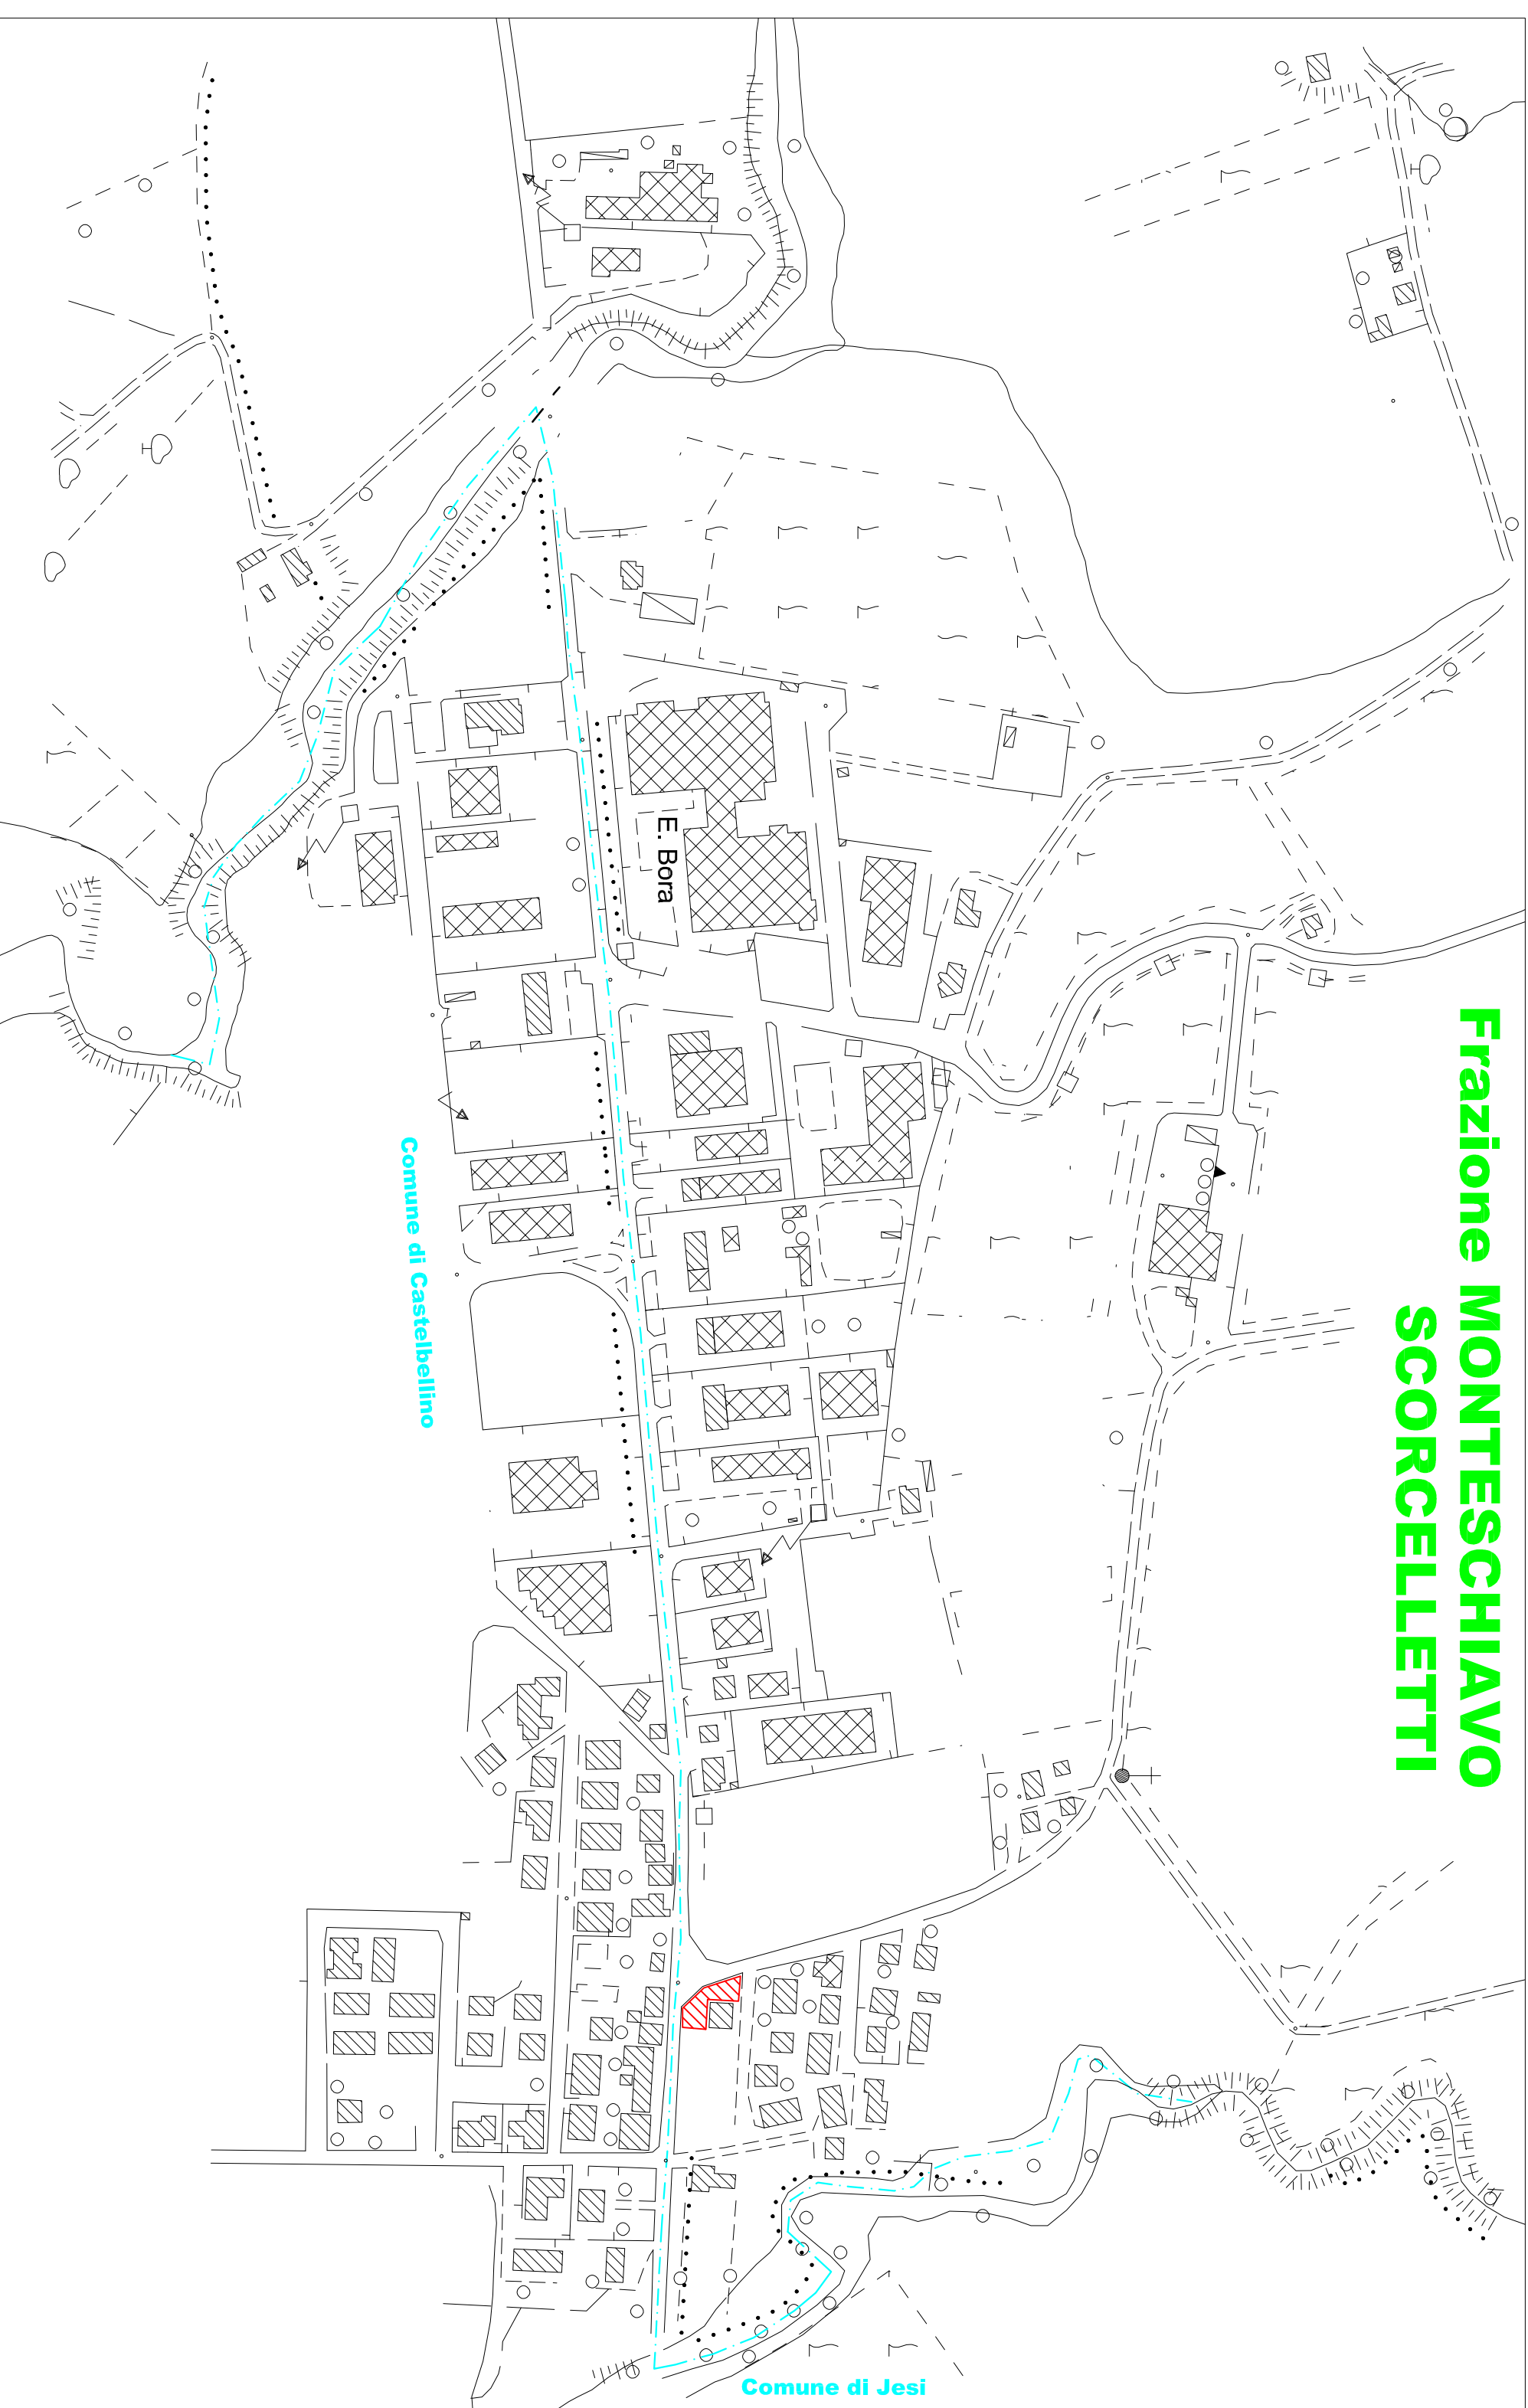 Frazione MONTESCHIAVO
SCORCELLETTI
E. Bora
Comune di Castelbellino
Comune di Jesi